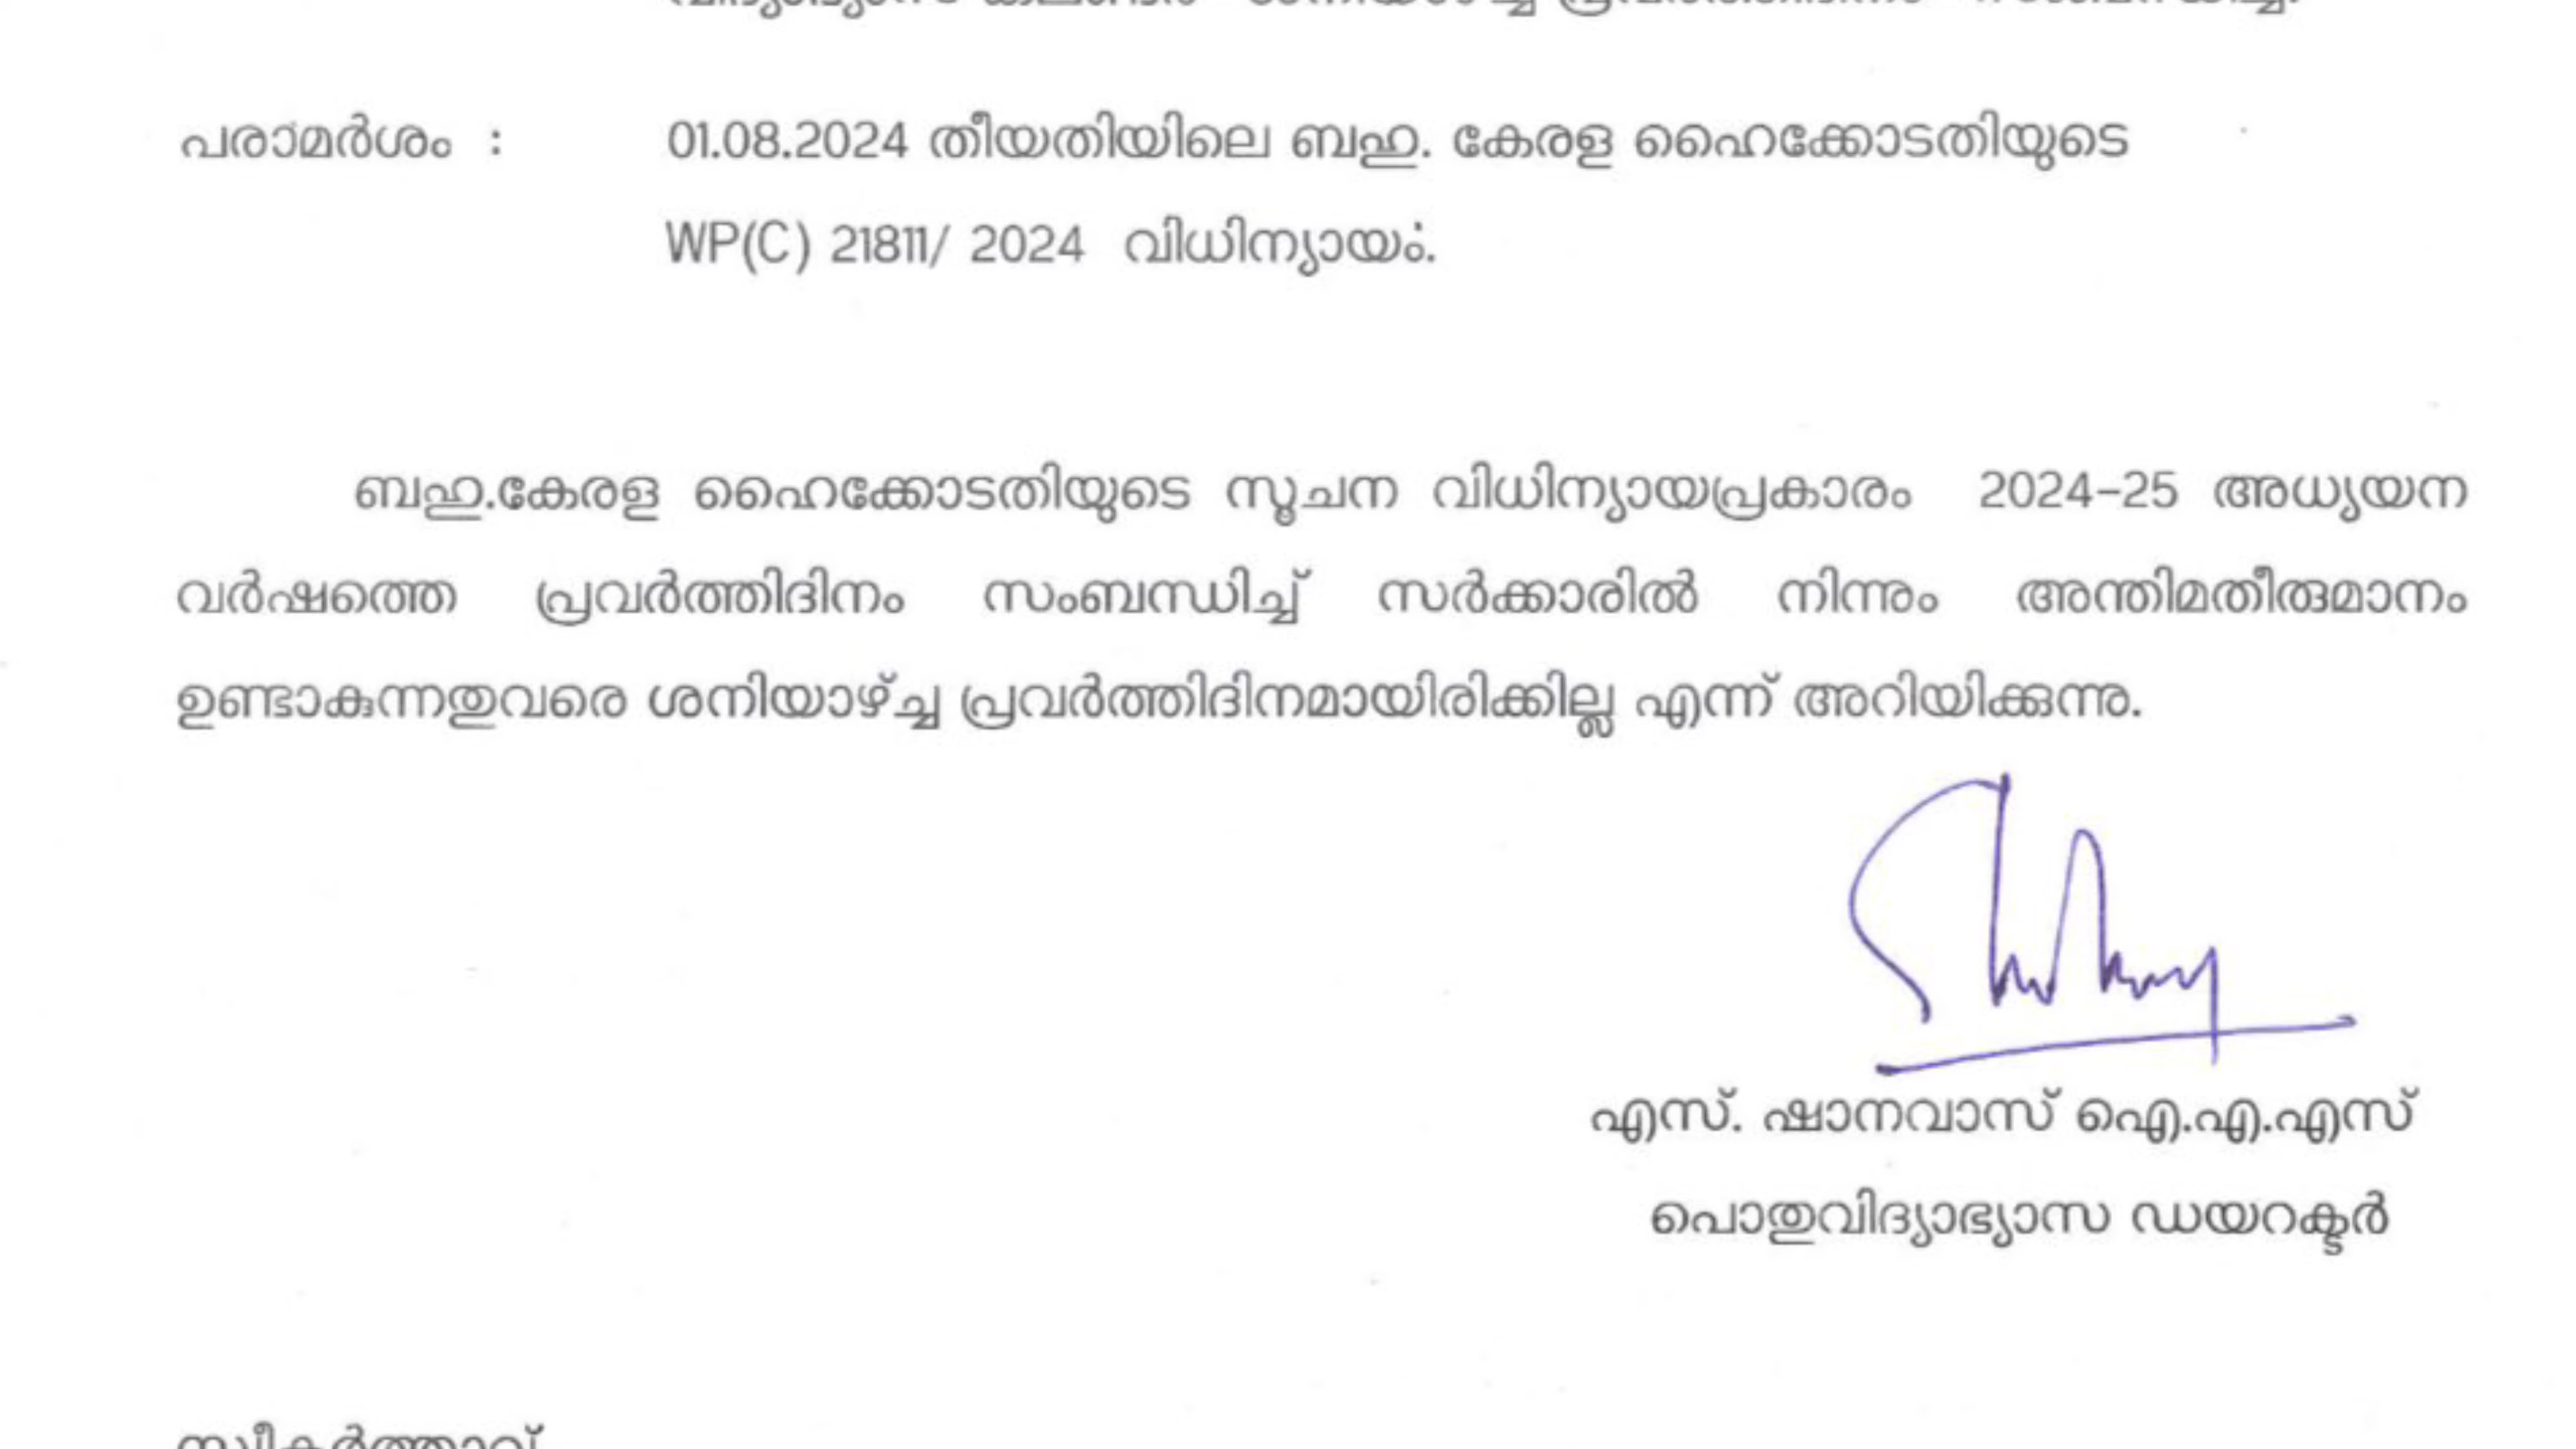 പരാമർശം : 01.08.2024 തീയതിയിലെ ബഹു. കേരള ഹൈക്കോടതിയുടെ
WP(C) 21811/ 2024 വിധിന്യായം.
ബഹു.കേരള ഹൈക്കോടതിയുടെ സൂചന വിധിന്യായപ്രകാരം 2024-25 അധ്യയന
വർഷത്തെ പ്രവർത്തിദിനം സംബന്ധിച്ച് സർക്കാരിൽ നിന്നും അന്തിമതീരുമാനം
ഉണ്ടാകുന്നതുവരെ ശനിയാഴ്ച്ച പ്രവർത്തിദിനമായിരിക്കില്ല എന്ന് അറിയിക്കുന്നു.
എസ്. ഷാനവാസ് ഐ.എ.എസ്
പൊതുവിദ്യാഭ്യാസ ഡയറക്ടർ
സ്വീകർത്താവ്